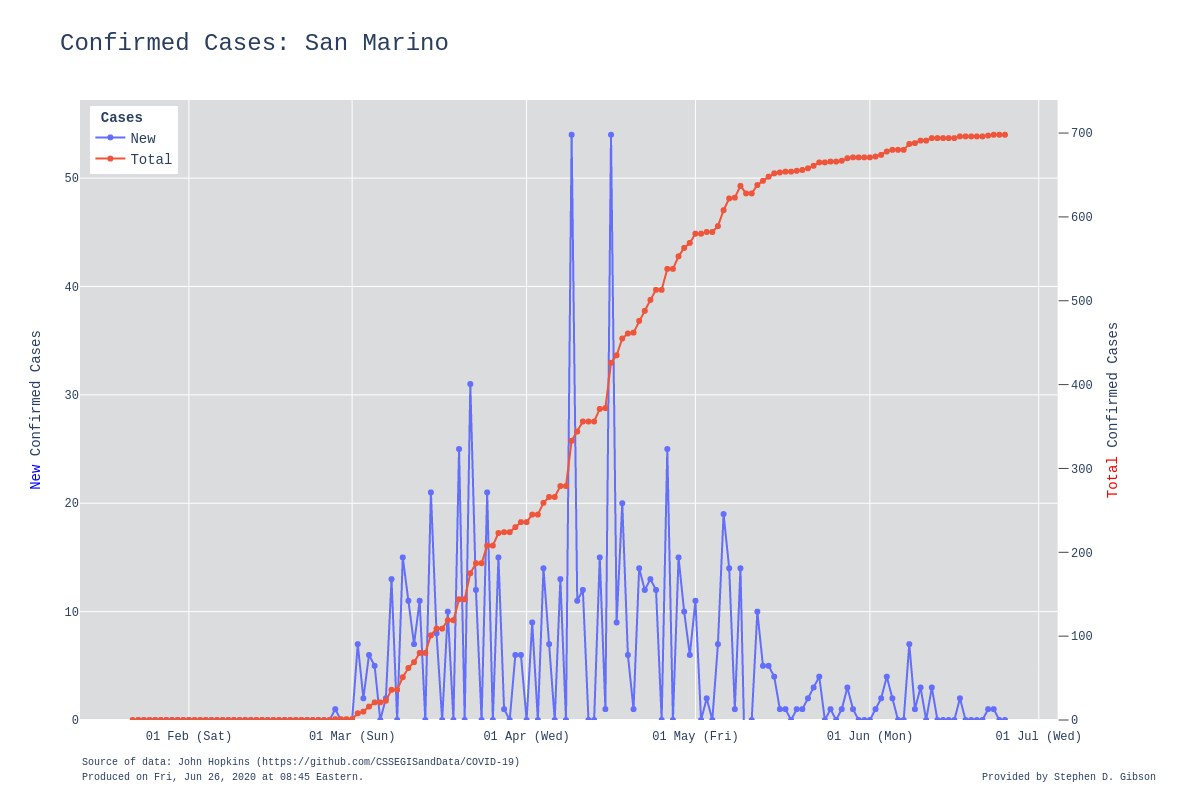 Confirmed Cases: San Marino
Cases
New
Total
50
40
30
20
10
0
700
600
500
400
300
200
100
0
New Confirmed Cases
Total Confirmed Cases
01 Feb (Sat) 01 Mar (Sun) 01 Apr (Wed) 01 May (Fri) 01 Jun (Mon) 01 Jul (Wed)
Source of data: John Hopkins (https://github.com/CSSEGISandData/COVID-19)
Produced on Fri, Jun 26, 2020 at 08:45 Eastern.
Provided by Stephen D. Gibson